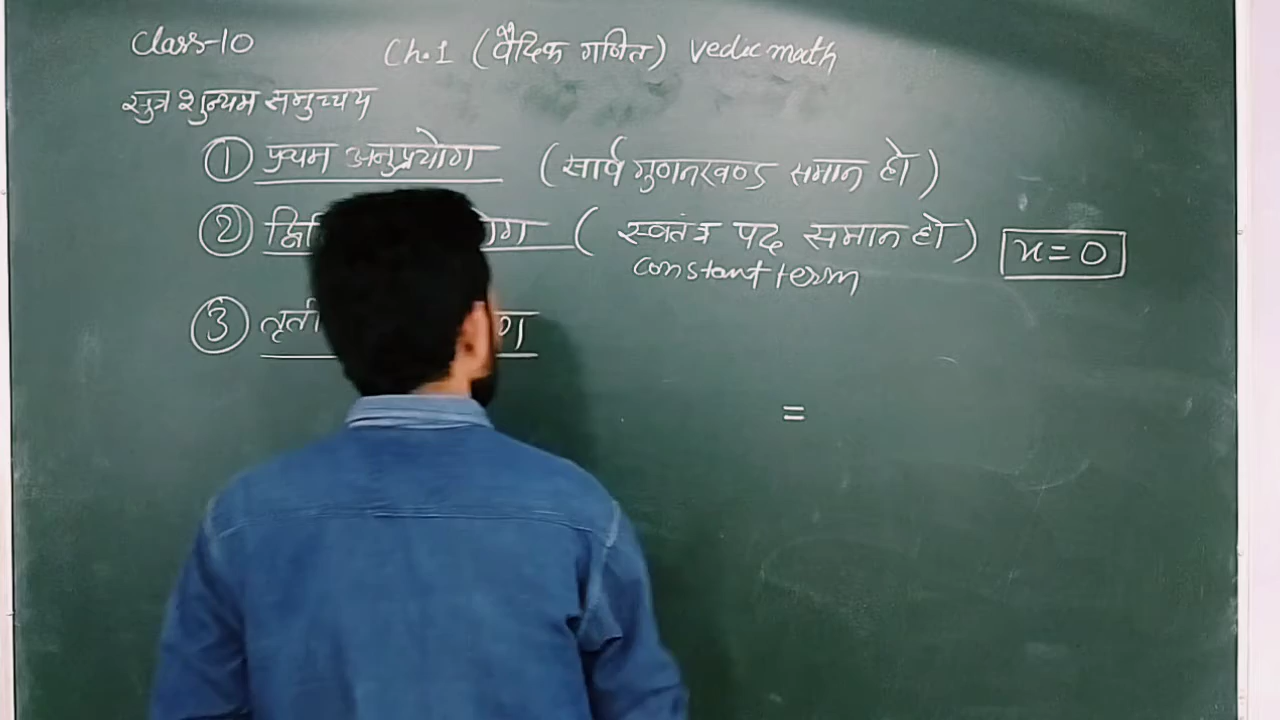 Class-10
Ch.1 (वैदिक गणित) vedic math
सुत्र शुन्यम समुच्चय
① प्रथम अनुप्रयोग (सार्व गुणनखण्ड समान हो)
② (स्वतंत्र पद समान हो) x=0
constant term
③
=